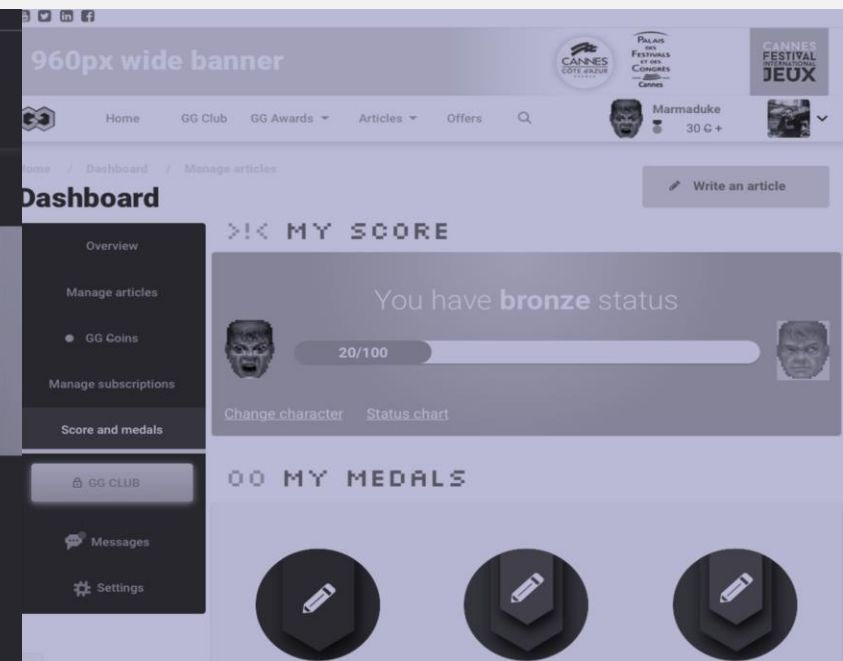 960px wide banner
CANNES
CÔTE D'AZUR
FRANCE
PALAIS
DES
FESTIVALS
ET DES
CONGRÈS
Cannes
CANNES
FESTIVAL
INTERNATIONAL
JEUX
Home GG Club GG Awards Articles Offers
Marmaduke
30 G +
Home / Dashboard / Manage articles
Dashboard
Write an article
Overview
Manage articles
GG Coins
Manage subscriptions
Score and medals
GG CLUB
Messages
Settings
>!< MY SCORE
You have bronze status
20/100
Change character Status chart
OO MY MEDALS